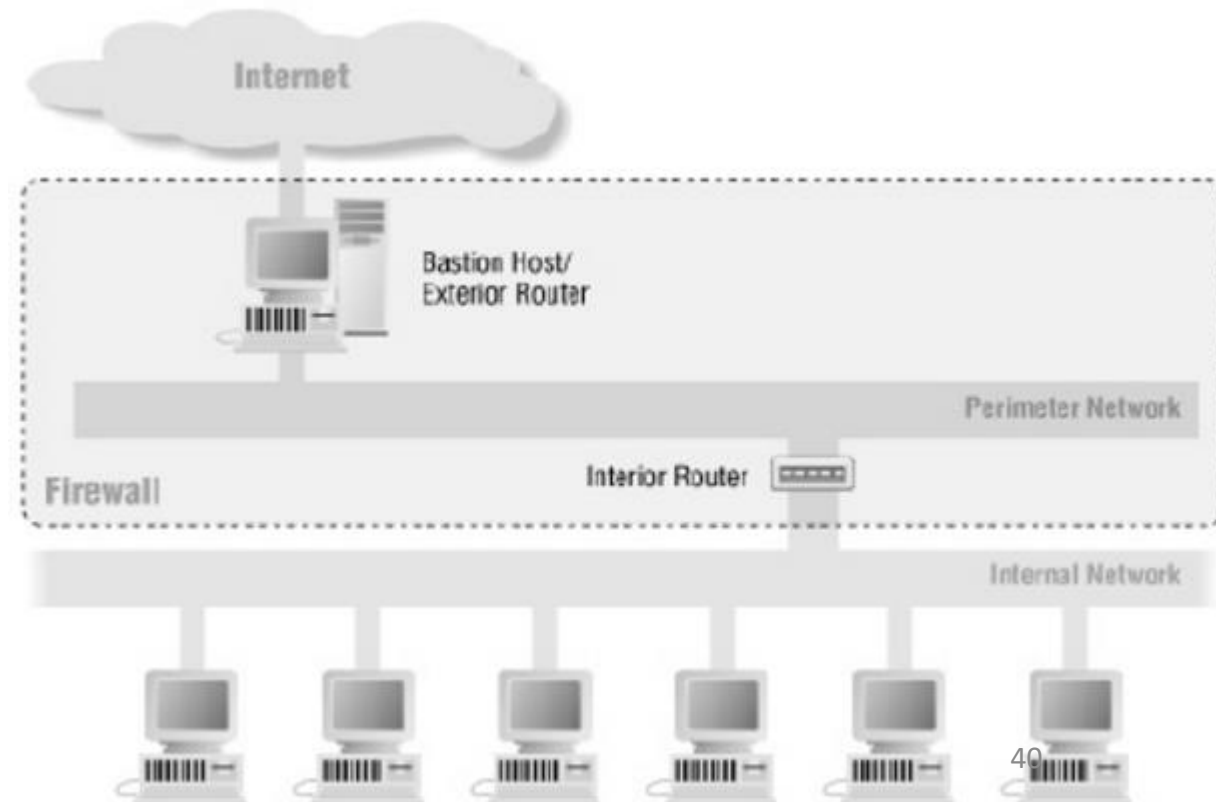 Internet
Bastion Host/
Exterior Router
Perimeter Network
Interior Router
Firewall
Internal Network
40